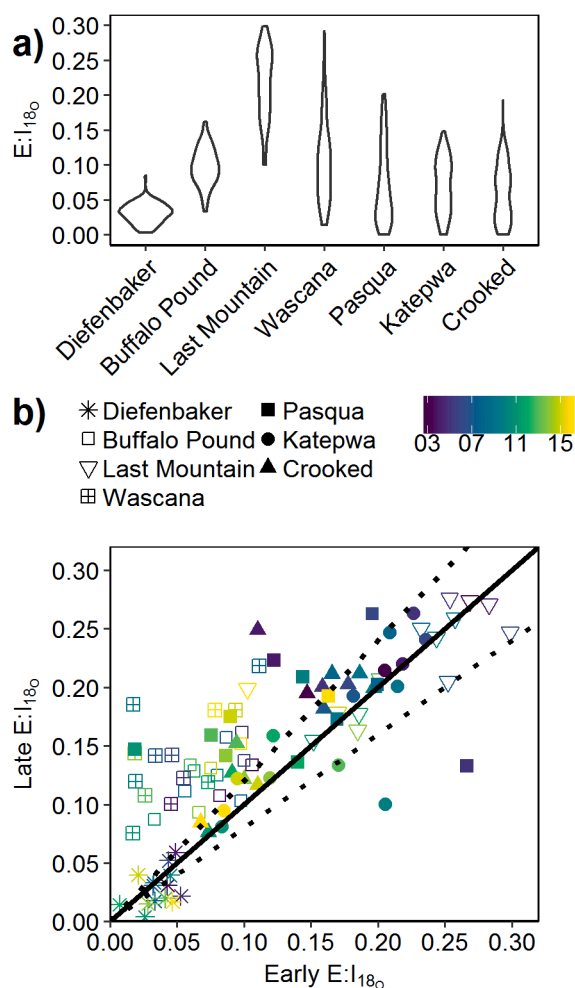 a)
E:I18O
0.30
0.25
0.20
0.15
0.10
0.05
0.00
Diefenbaker
Buffalo Pound
Last Mountain
Wascana
Pasqua
Katepwa
Crooked
b)
Diefenbaker
Buffalo Pound
Last Mountain
Wascana
Pasqua
Katepwa
Crooked
03 07 11 15
Late E:I18O
0.30
0.25
0.20
0.15
0.10
0.05
0.00
0.00 0.05 0.10 0.15 0.20 0.25 0.30
Early E:I18O